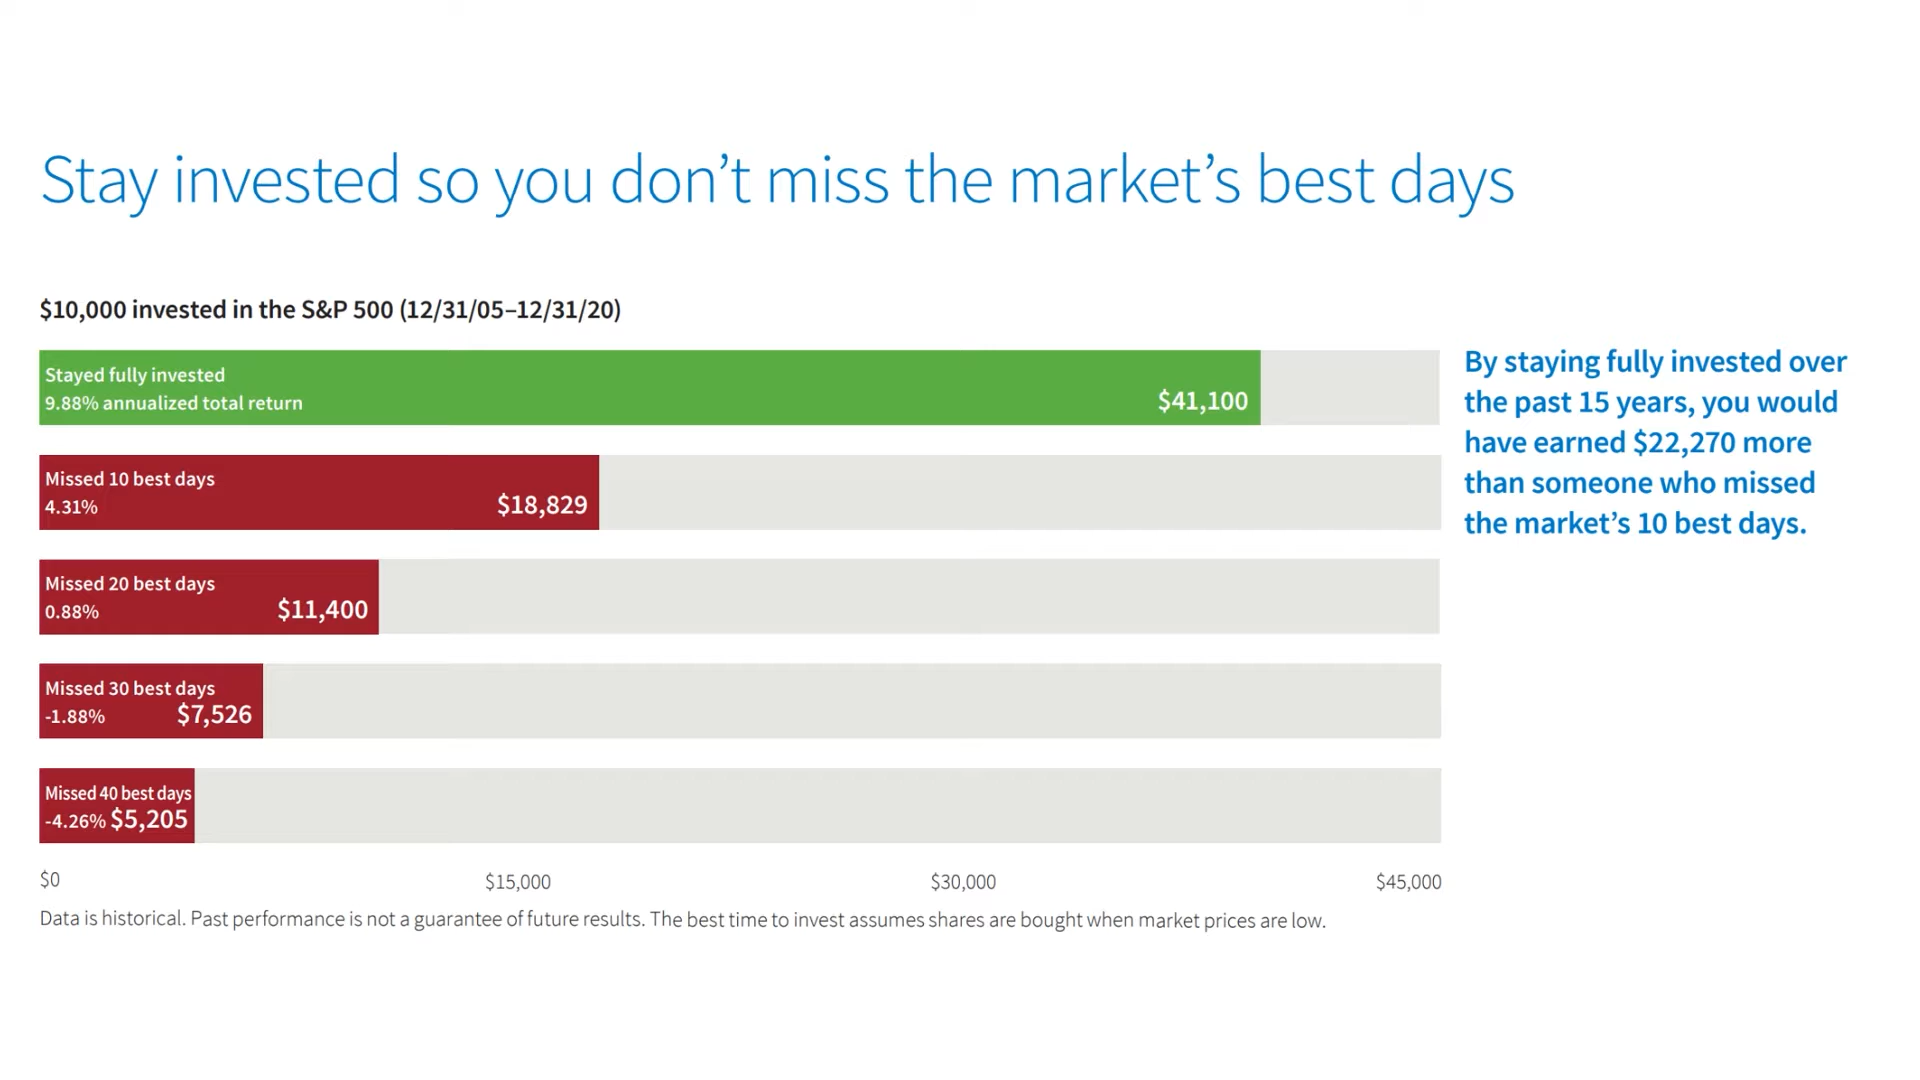 Stay invested so you don’t miss the market’s best days
$10,000 invested in the S&P 500 (12/31/05–12/31/20)
Stayed fully invested
9.88% annualized total return
$41,100
Missed 10 best days
4.31%
$18,829
Missed 20 best days
0.88%
$11,400
Missed 30 best days
-1.88%
$7,526
Missed 40 best days
-4.26%
$5,205
$0
$15,000
$30,000
$45,000
By staying fully invested over
the past 15 years, you would
have earned $22,270 more
than someone who missed
the market’s 10 best days.
Data is historical. Past performance is not a guarantee of future results. The best time to invest assumes shares are bought when market prices are low.